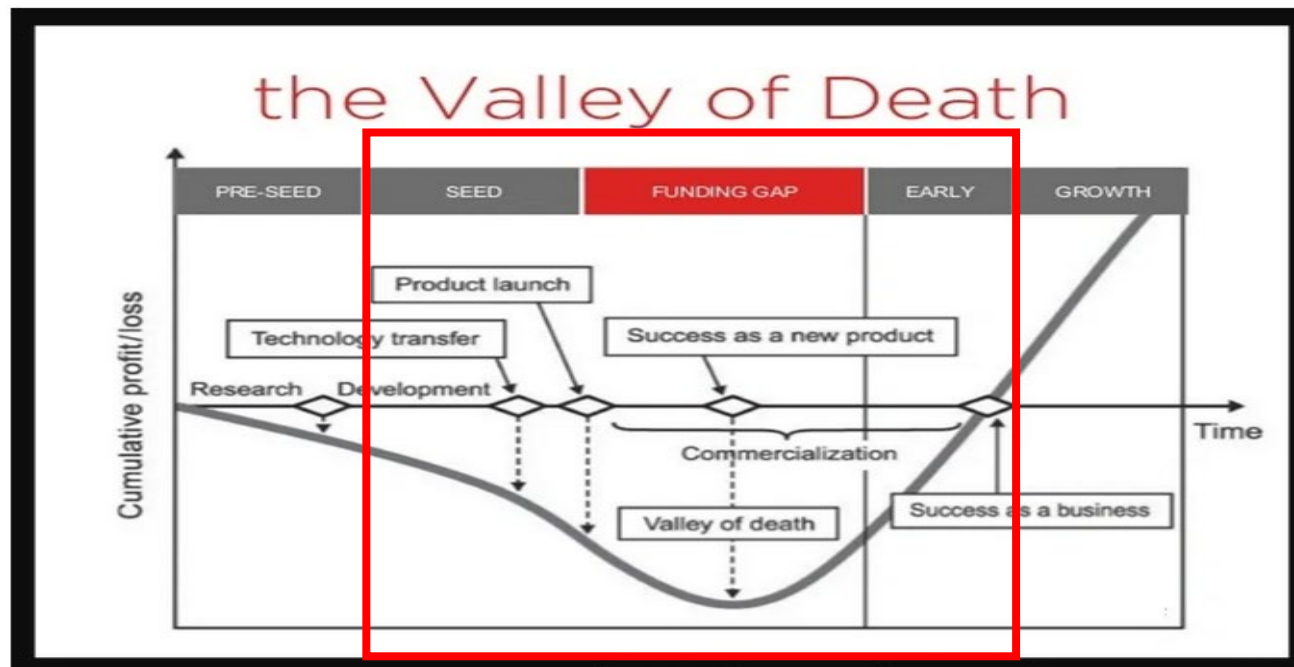 the Valley of Death
PRE-SEED
SEED
FUNDING GAP
EARLY
GROWTH
Product launch
Technology transfer
Success as a new product
Research
Development
Time
Commercialization
Cumulative profit/loss
Valley of death
Success as a business